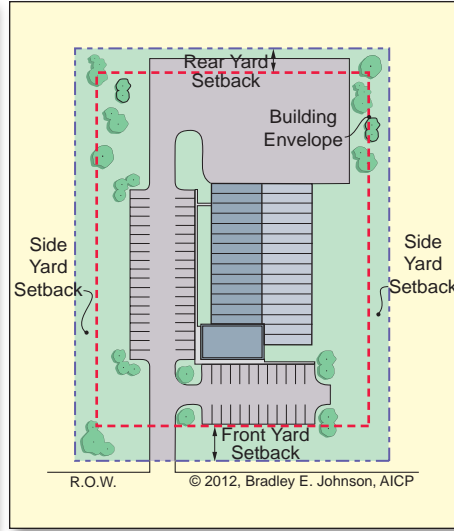 Rear Yard
Setback
Building
Envelope
Side
Yard
Setback
Side
Yard
Setback
Front Yard
Setback
R.O.W.
© 2012, Bradley E. Johnson, AICP